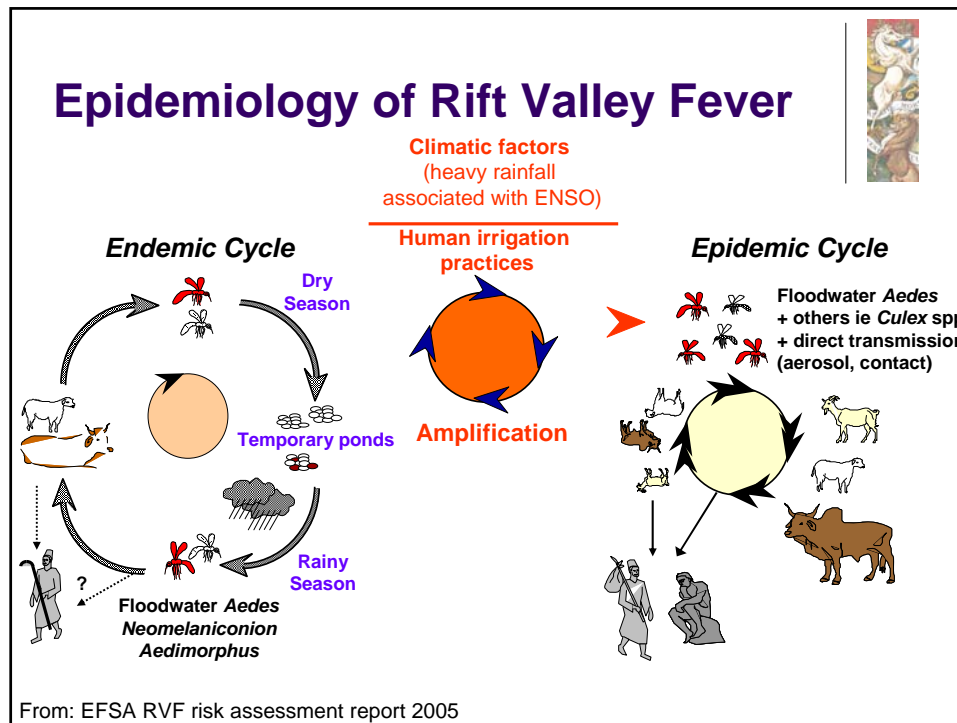 Epidemiology of Rift Valley Fever
Climatic factors
(heavy rainfall
associated with ENSO)
Human irrigation
practices
Amplification
Endemic Cycle
Dry
Season
Temporary ponds
Rainy
Season
?
Floodwater Aedes
Neomelaniconion
Aedimorphus
Epidemic Cycle
Floodwater Aedes
+ others ie Culex spp
+ direct transmission
(aerosol, contact)
From: EFSA RVF risk assessment report 2005